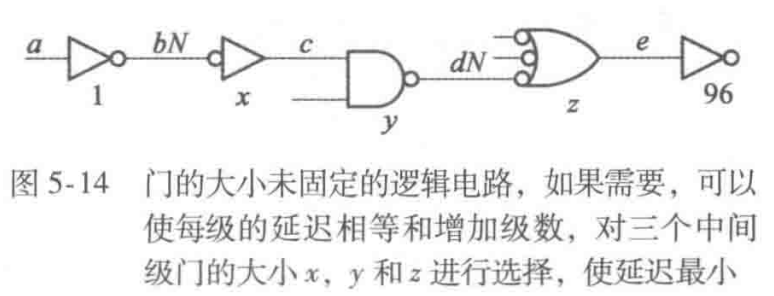 a bN c dN e
1 x y z 96
图 5-14 门的大小未固定的逻辑电路，如果需要，可以
使每级的延迟相等和增加级数，对三个中间
级门的大小 x，y 和 z 进行选择，使延迟最小